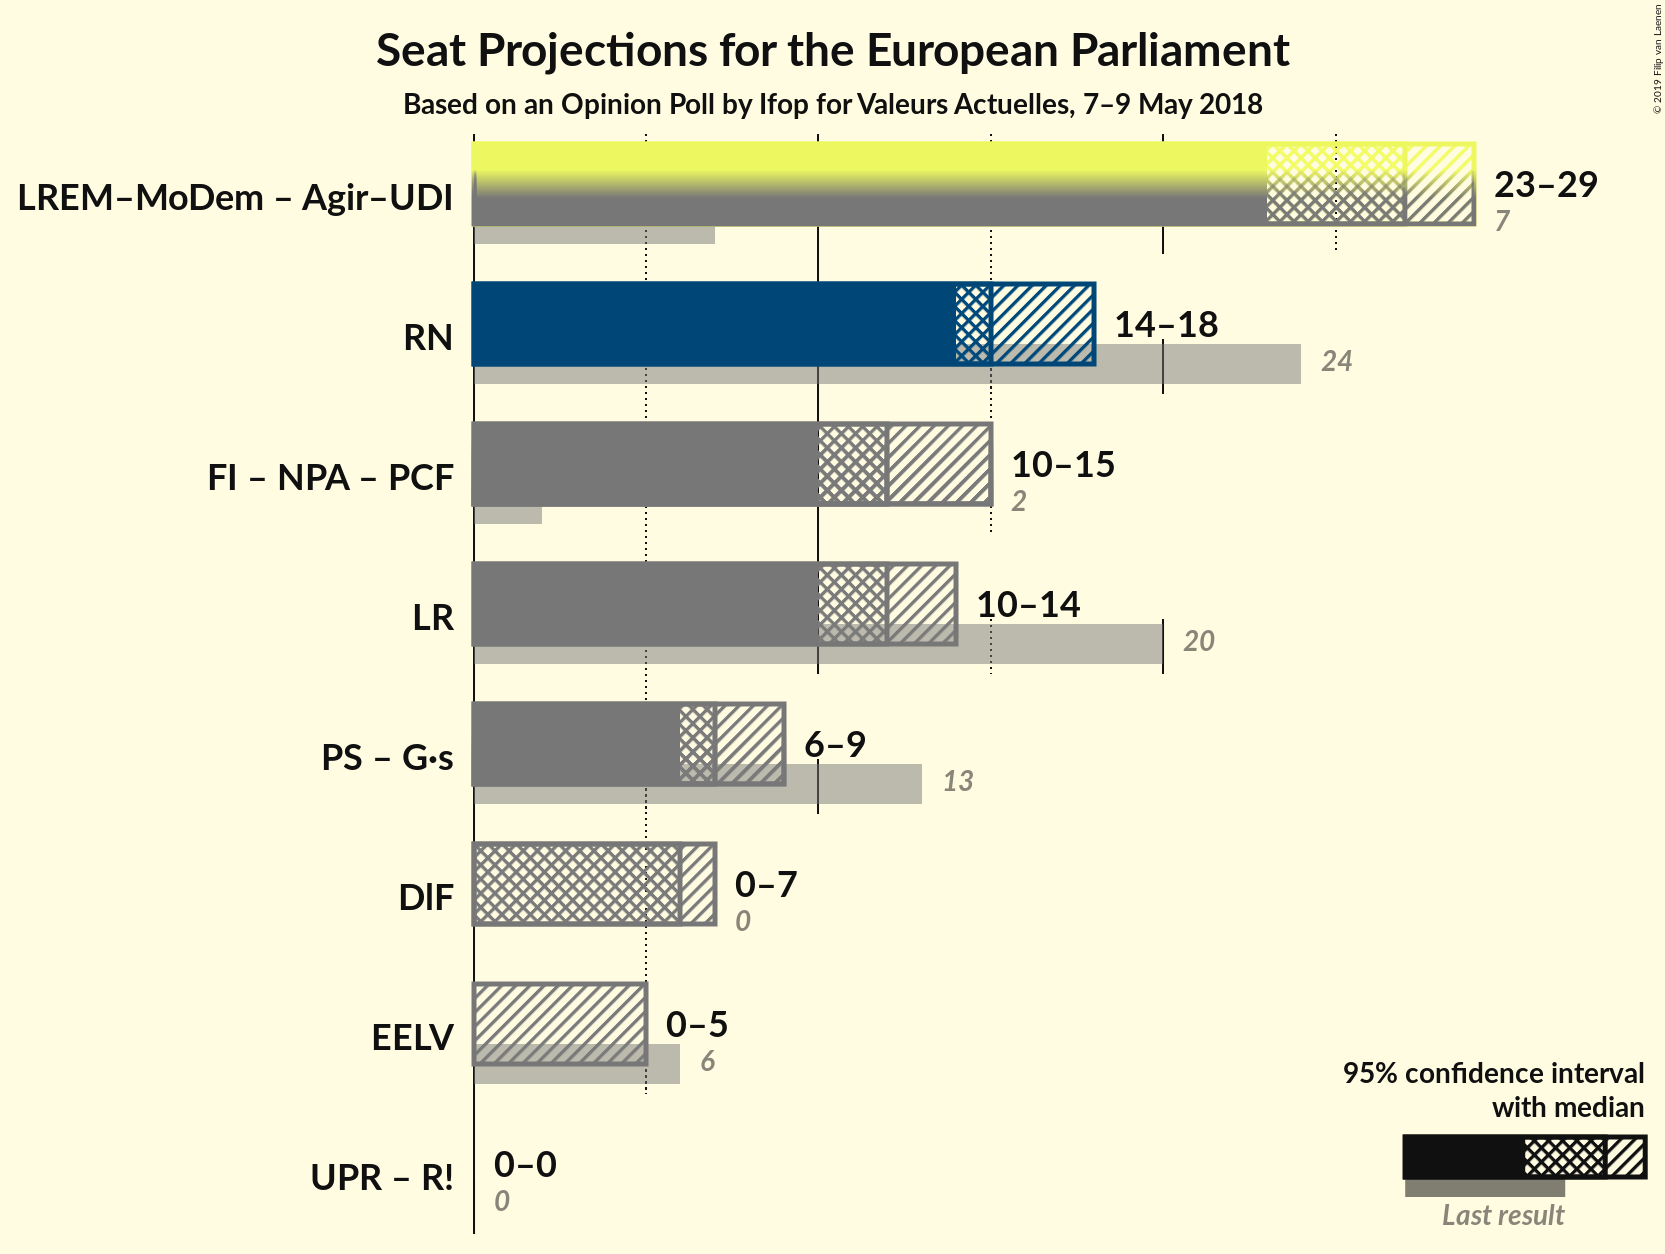 Seat Projections for the European Parliament
Based on an Opinion Poll by Ifop for Valeurs Actuelles, 7–9 May 2018
© 2019 Filip van Laenen
LREM–MoDem – Agir–UDI
23–29
7
RN
14–18
24
FI – NPA – PCF
10–15
2
LR
10–14
20
PS – G·s
6–9
13
DlF
0–7
0
EELV
0–5
6
UPR – R!
0–0
0
95% confidence interval
with median
Last result